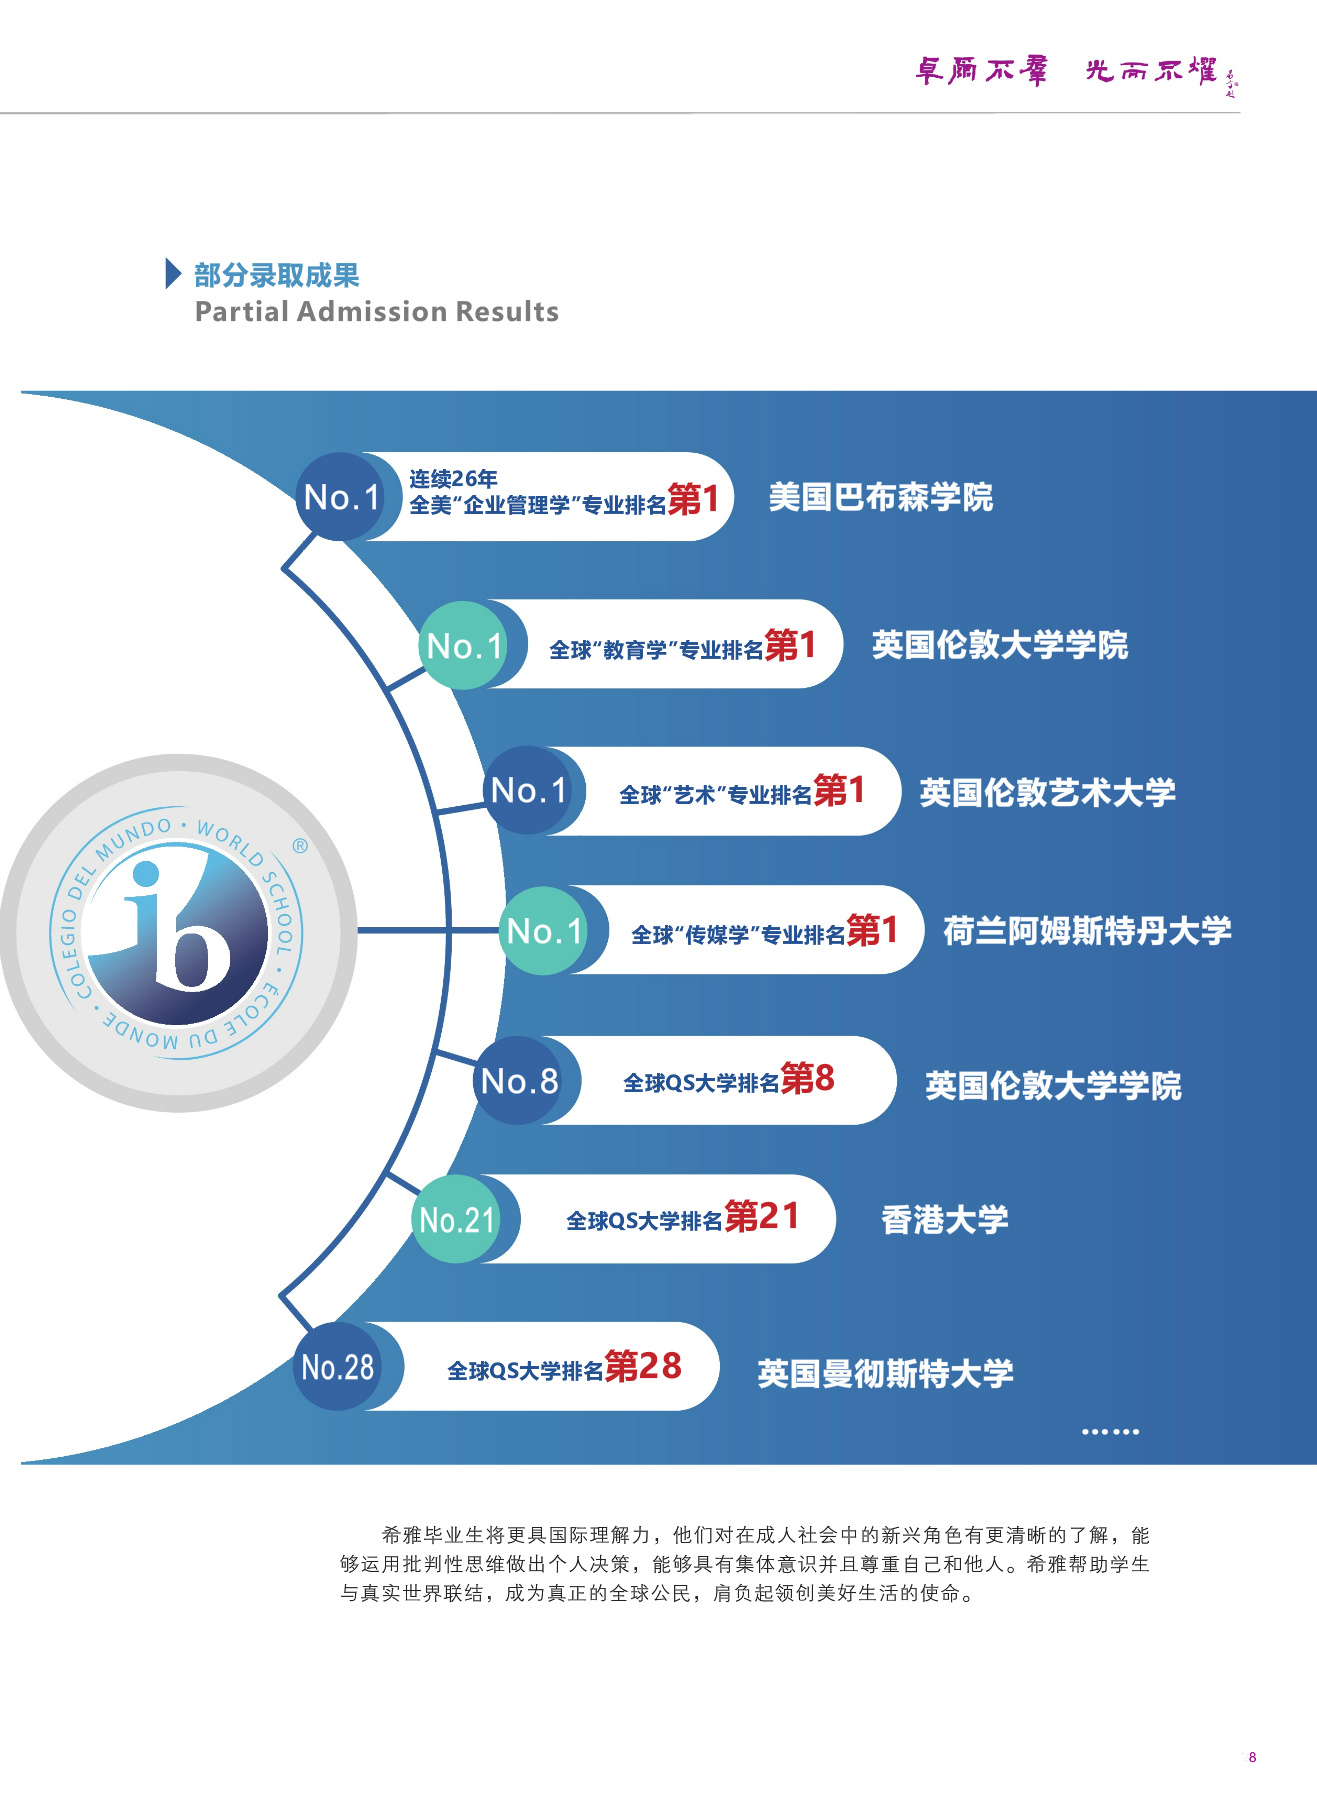 卓尔不群 光而不耀
部分录取成果
Partial Admission Results
No.1
连续26年
全美“企业管理学”专业排名第1
美国巴布森学院
No.1
全球“教育学”专业排名第1
英国伦敦大学学院
No.1
全球“艺术”专业排名第1
英国伦敦艺术大学
No.1
全球“传媒学”专业排名第1
荷兰阿姆斯特丹大学
No.8
全球QS大学排名第8
英国伦敦大学学院
No.21
全球QS大学排名第21
香港大学
No.28
全球QS大学排名第28
英国曼彻斯特大学
……
COLEGIO DEL MUNDO • WORLD SCHOOL • ÉCOLE DU MONDE •
®
ib
希雅毕业生将更具国际理解力，他们对在成人社会中的新兴角色有更清晰的了解，能
够运用批判性思维做出个人决策，能够具有集体意识并且尊重自己和他人。希雅帮助学生
与真实世界联结，成为真正的全球公民，肩负起领创美好生活的使命。
8